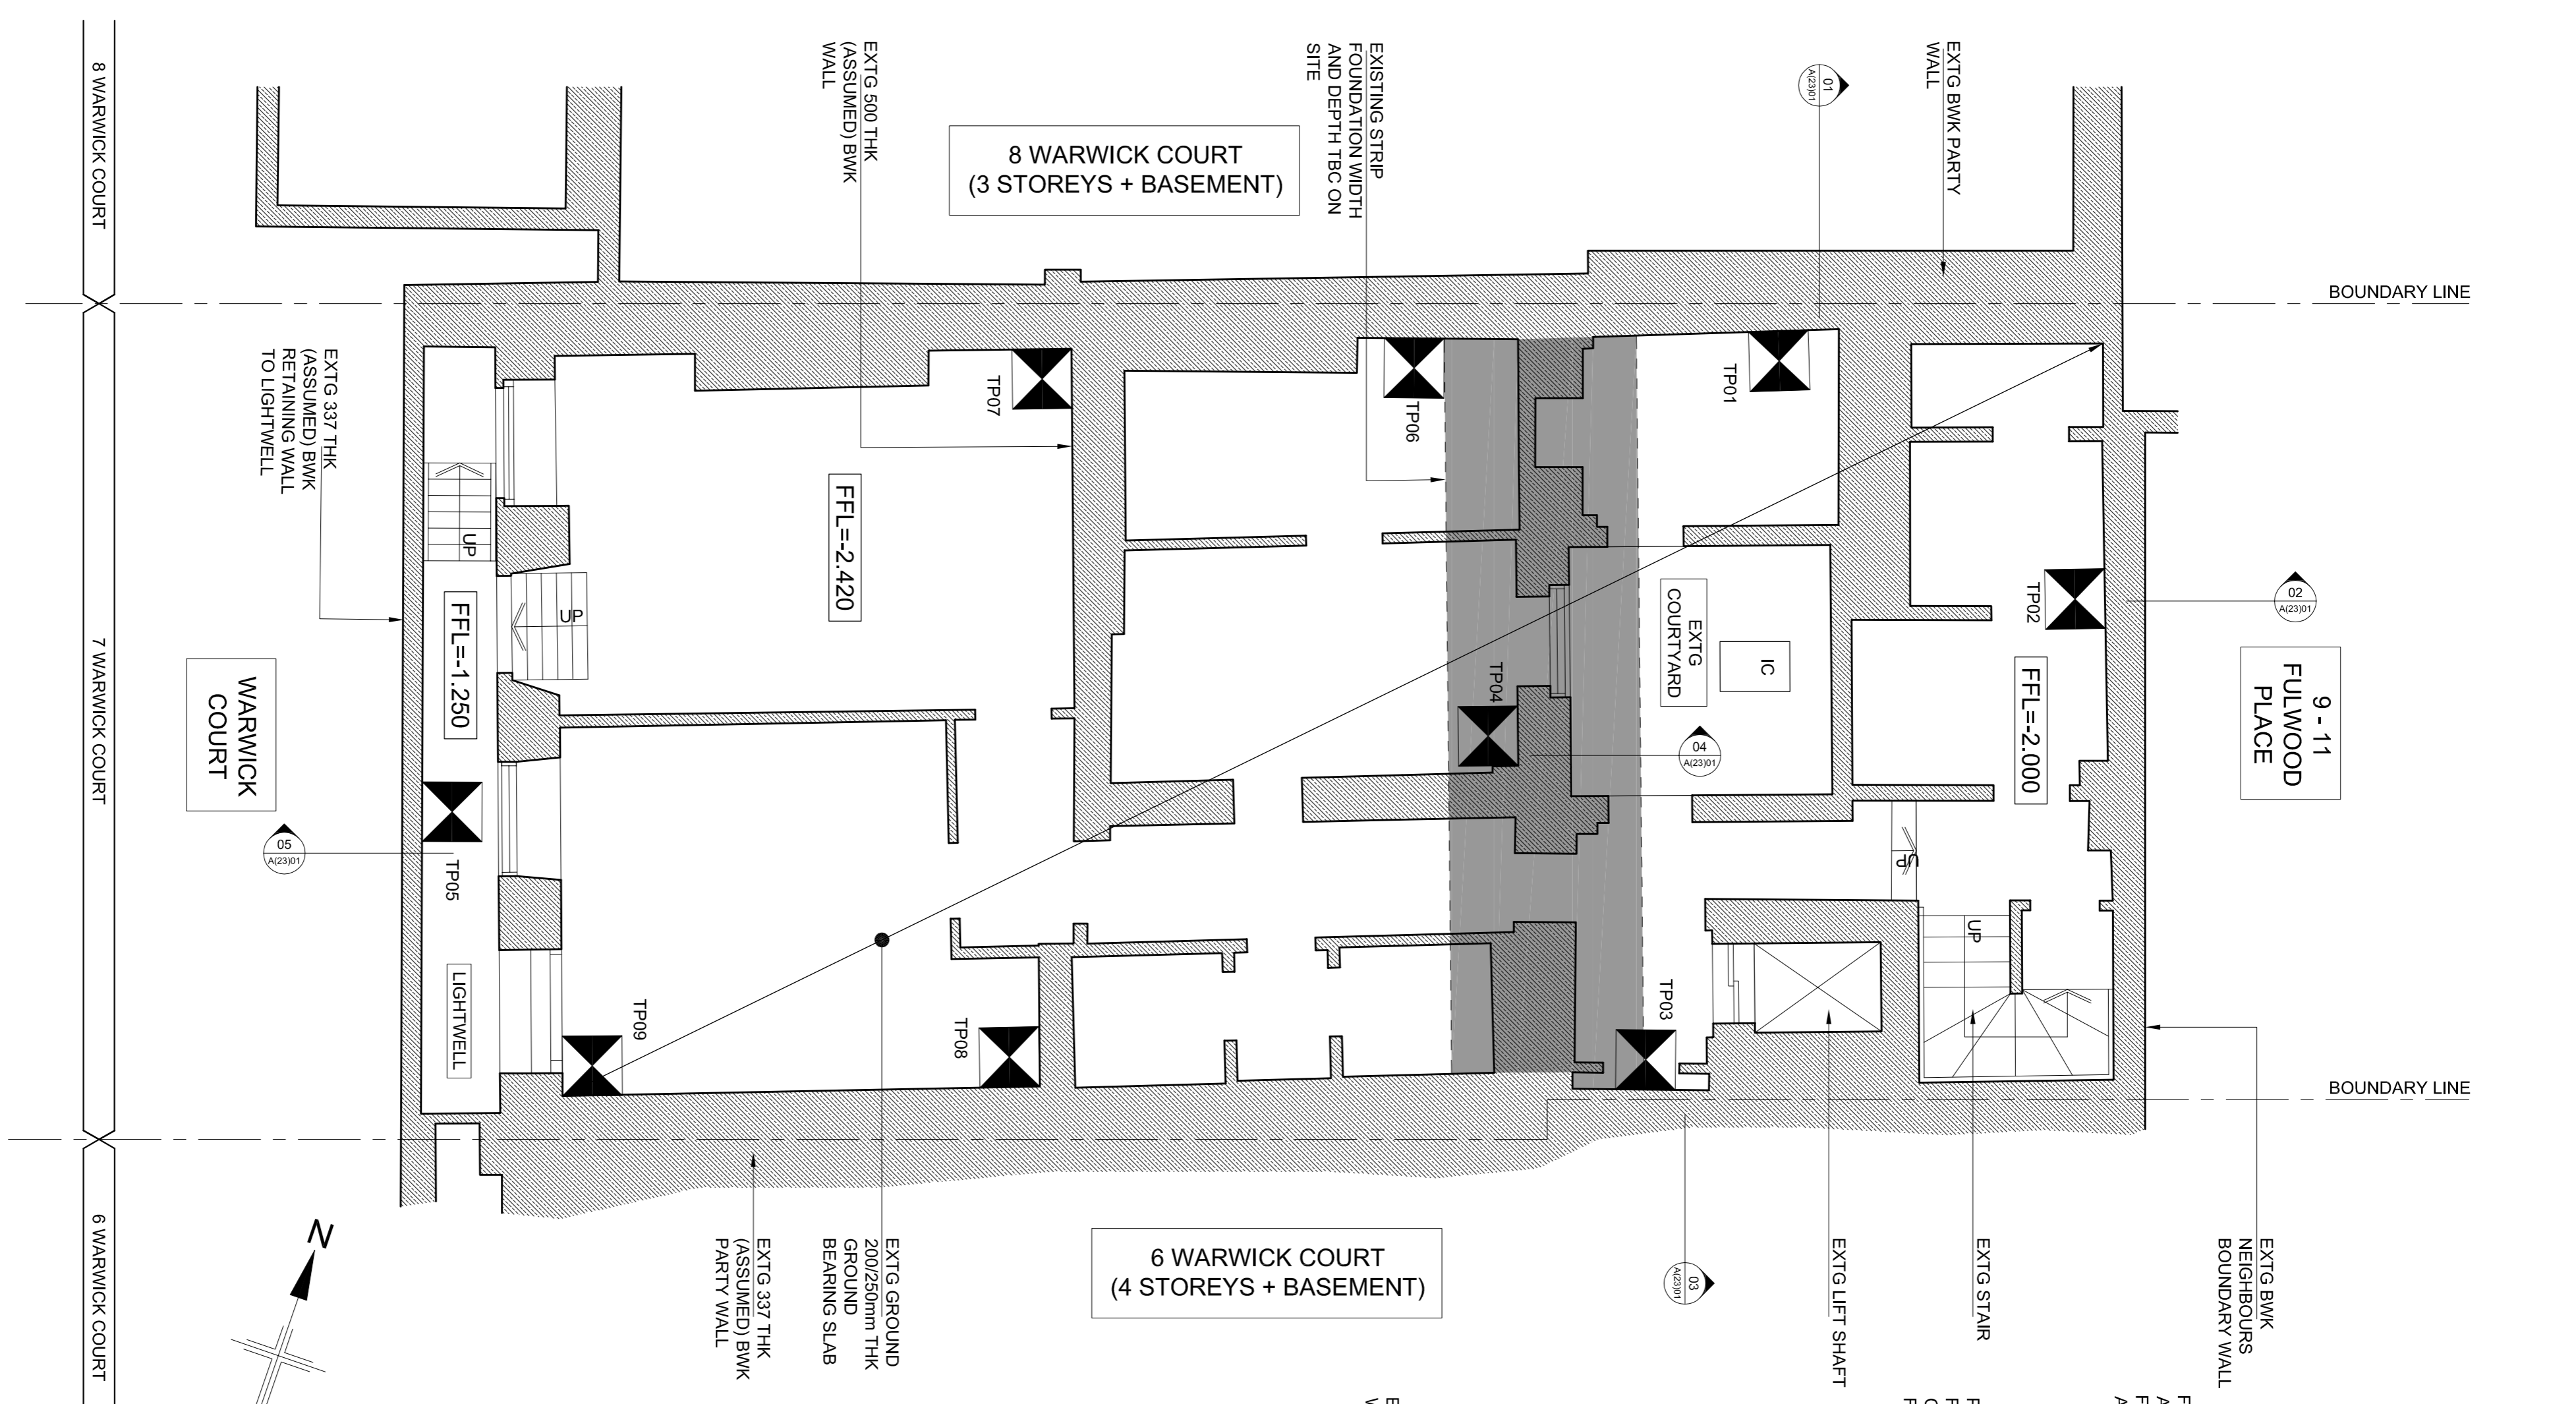 8 WARWICK COURT
7 WARWICK COURT
6 WARWICK COURT
EXTG 500 THK
(ASSUMED) BWK
WALL
8 WARWICK COURT
(3 STOREYS + BASEMENT)
EXISTING STRIP
FOUNDATION WIDTH
AND DEPTH TBC ON
SITE
01
A(23)01
EXTG BWK PARTY
WALL
BOUNDARY LINE
EXTG 337 THK
(ASSUMED) BWK
RETAINING WALL
TO LIGHTWELL
TP07
TP06
TP01
FFL=-2.420
UP
UP
FFL=-1.250
WARWICK
COURT
EXTG
COURTYARD
IC
TP02
02
A(23)01
FFL=-2.000
9 - 11
FULWOOD
PLACE
TP04
04
A(23)01
05
A(23)01
TP05
UP
UP
LIGHTWELL
TP09
TP08
TP03
BOUNDARY LINE
N
EXTG 337 THK
(ASSUMED) BWK
PARTY WALL
EXTG GROUND
200/250mm THK
GROUND
BEARING SLAB
6 WARWICK COURT
(4 STOREYS + BASEMENT)
03
A(23)01
EXTG LIFT SHAFT
EXTG STAIR
EXTG BWK
NEIGHBOURS
BOUNDARY WALL